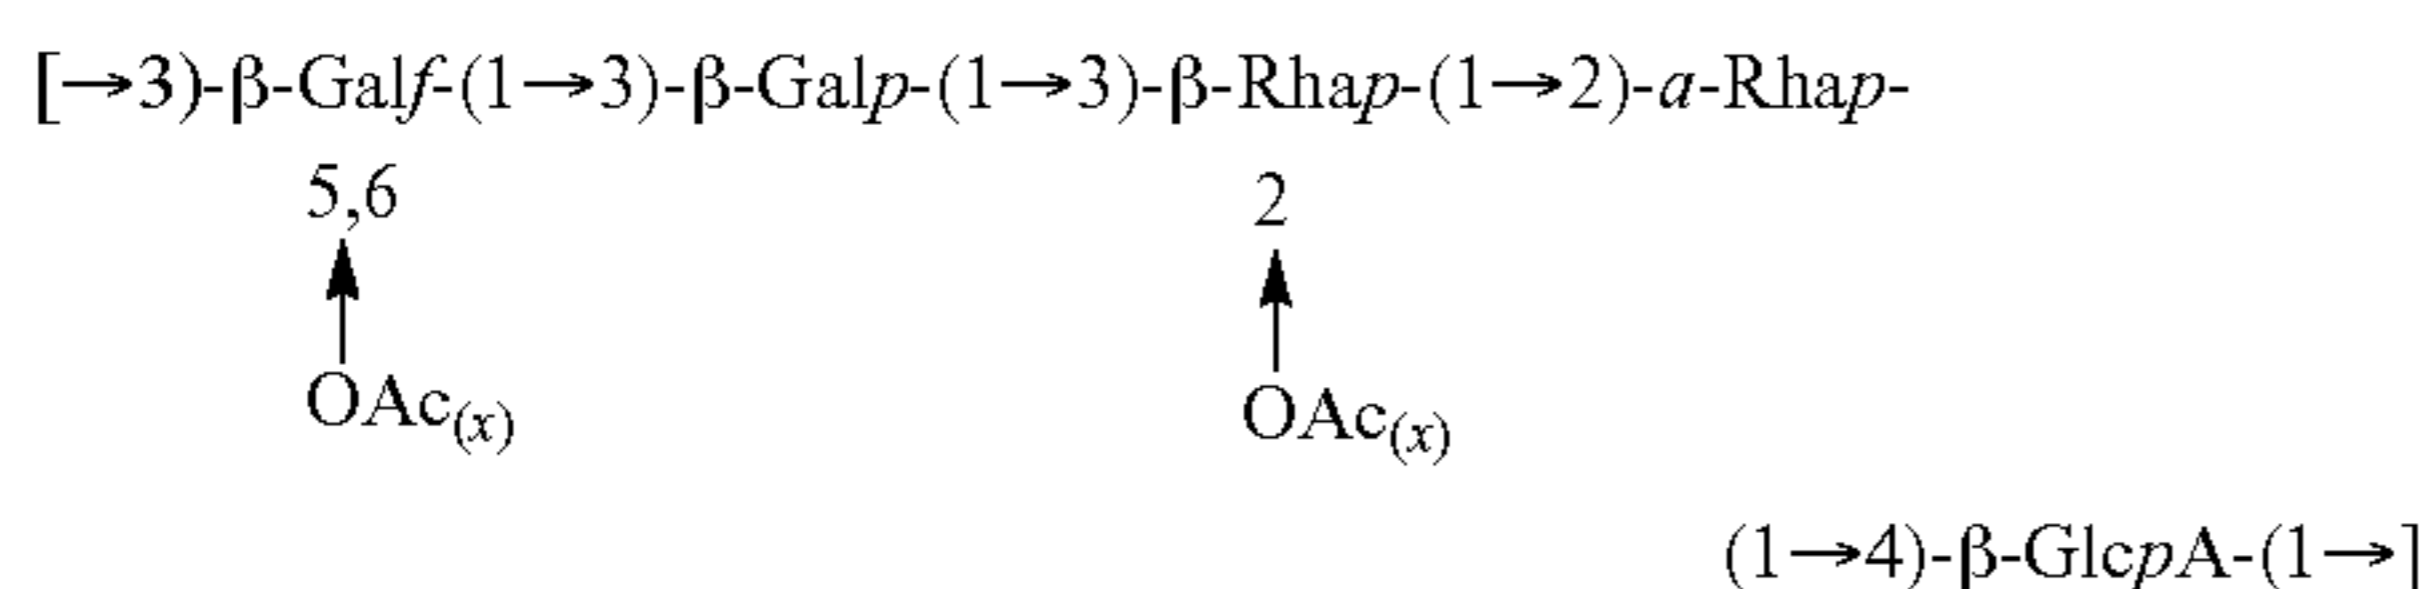 [→3)-β-Galf-(1→3)-β-Galp-(1→3)-β-Rhap-(1→2)-a-Rhap-
5,6 2
OAc(x) OAc(x)
(1→4)-β-GlcpA-(1→]